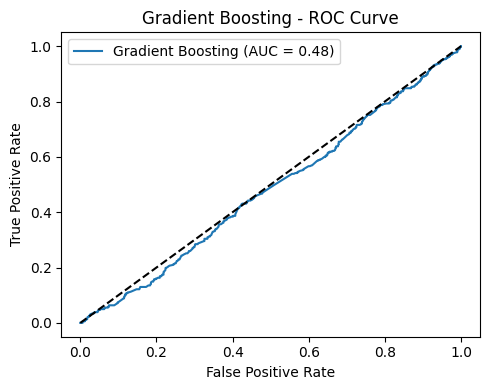 Gradient Boosting - ROC Curve
Gradient Boosting (AUC = 0.48)
True Positive Rate
1.0
0.8
0.6
0.4
0.2
0.0
0.0 0.2 0.4 0.6 0.8 1.0
False Positive Rate